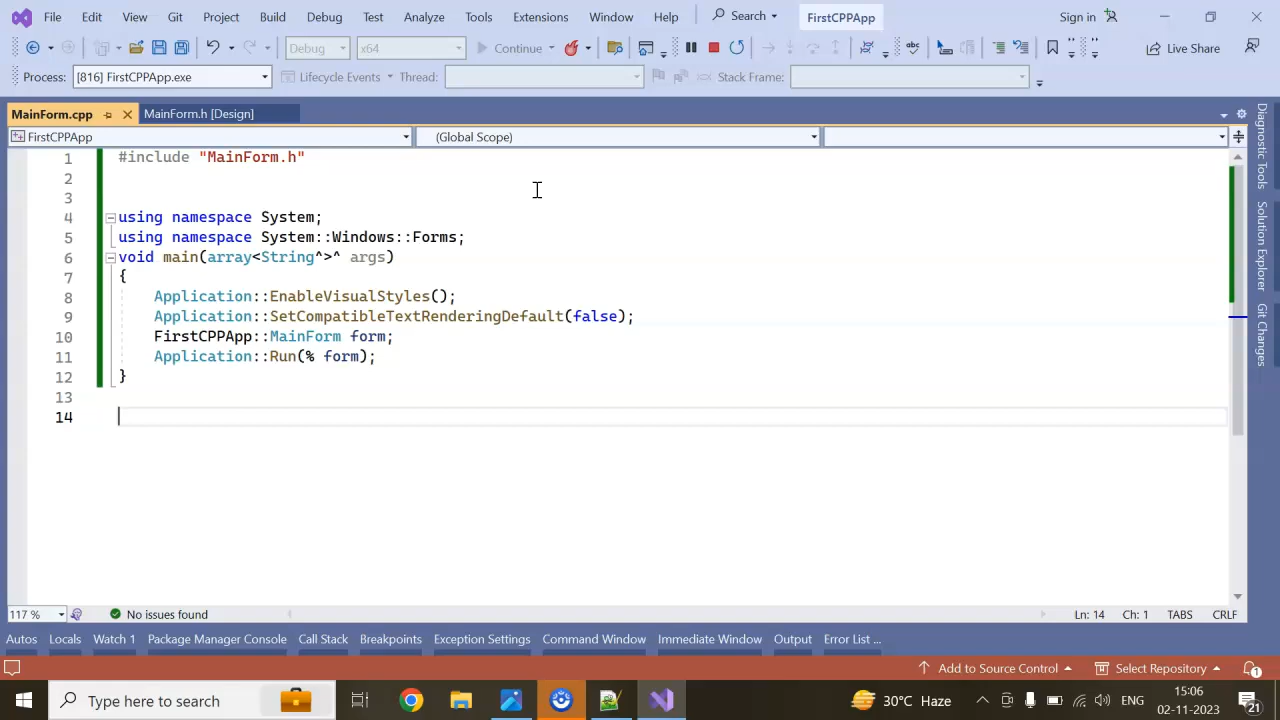 File Edit View Git Project Build Debug Test Analyze Tools Extensions Window Help Search FirstCPPApp Sign in
Debug x64 Continue Live Share
Process: [816] FirstCPPApp.exe Lifecycle Events Thread: Stack Frame:
MainForm.cpp MainForm.h [Design]
FirstCPPApp (Global Scope)
1 #include "MainForm.h"
2
3
4 using namespace System;
5 using namespace System::Windows::Forms;
6 void main(array<String^>^ args)
7 {
8 Application::EnableVisualStyles();
9 Application::SetCompatibleTextRenderingDefault(false);
10 FirstCPPApp::MainForm form;
11 Application::Run(% form);
12 }
13
14
Diagnostic Tools
Solution Explorer
Git Changes
117 % No issues found Ln: 14 Ch: 1 TABS CRLF
Autos Locals Watch 1 Package Manager Console Call Stack Breakpoints Exception Settings Command Window Immediate Window Output Error List ...
Add to Source Control Select Repository 1
Type here to search 30°C Haze ENG 15:06
02-11-2023 21